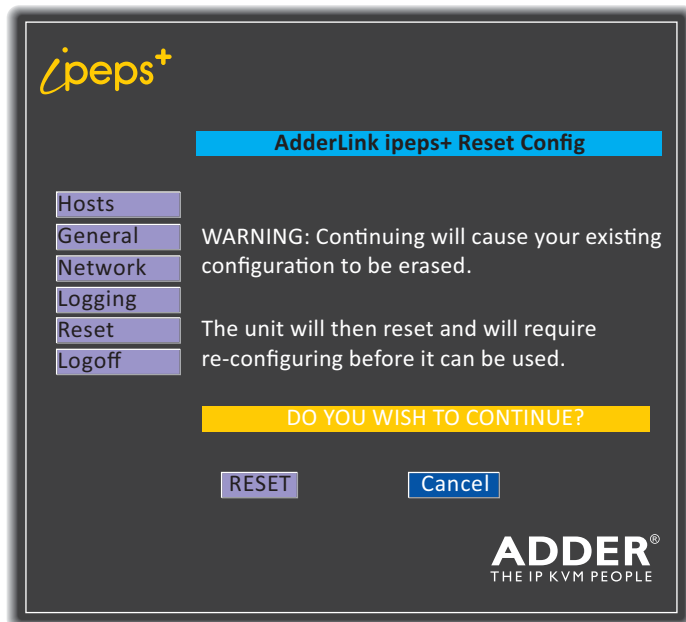 ipeps+
AdderLink ipeps+ Reset Config
Hosts
General
Network
Logging
Reset
Logoff
WARNING: Continuing will cause your existing
configuration to be erased.
The unit will then reset and will require
re-configuring before it can be used.
DO YOU WISH TO CONTINUE?
RESET
Cancel
ADDER®
THE IP KVM PEOPLE